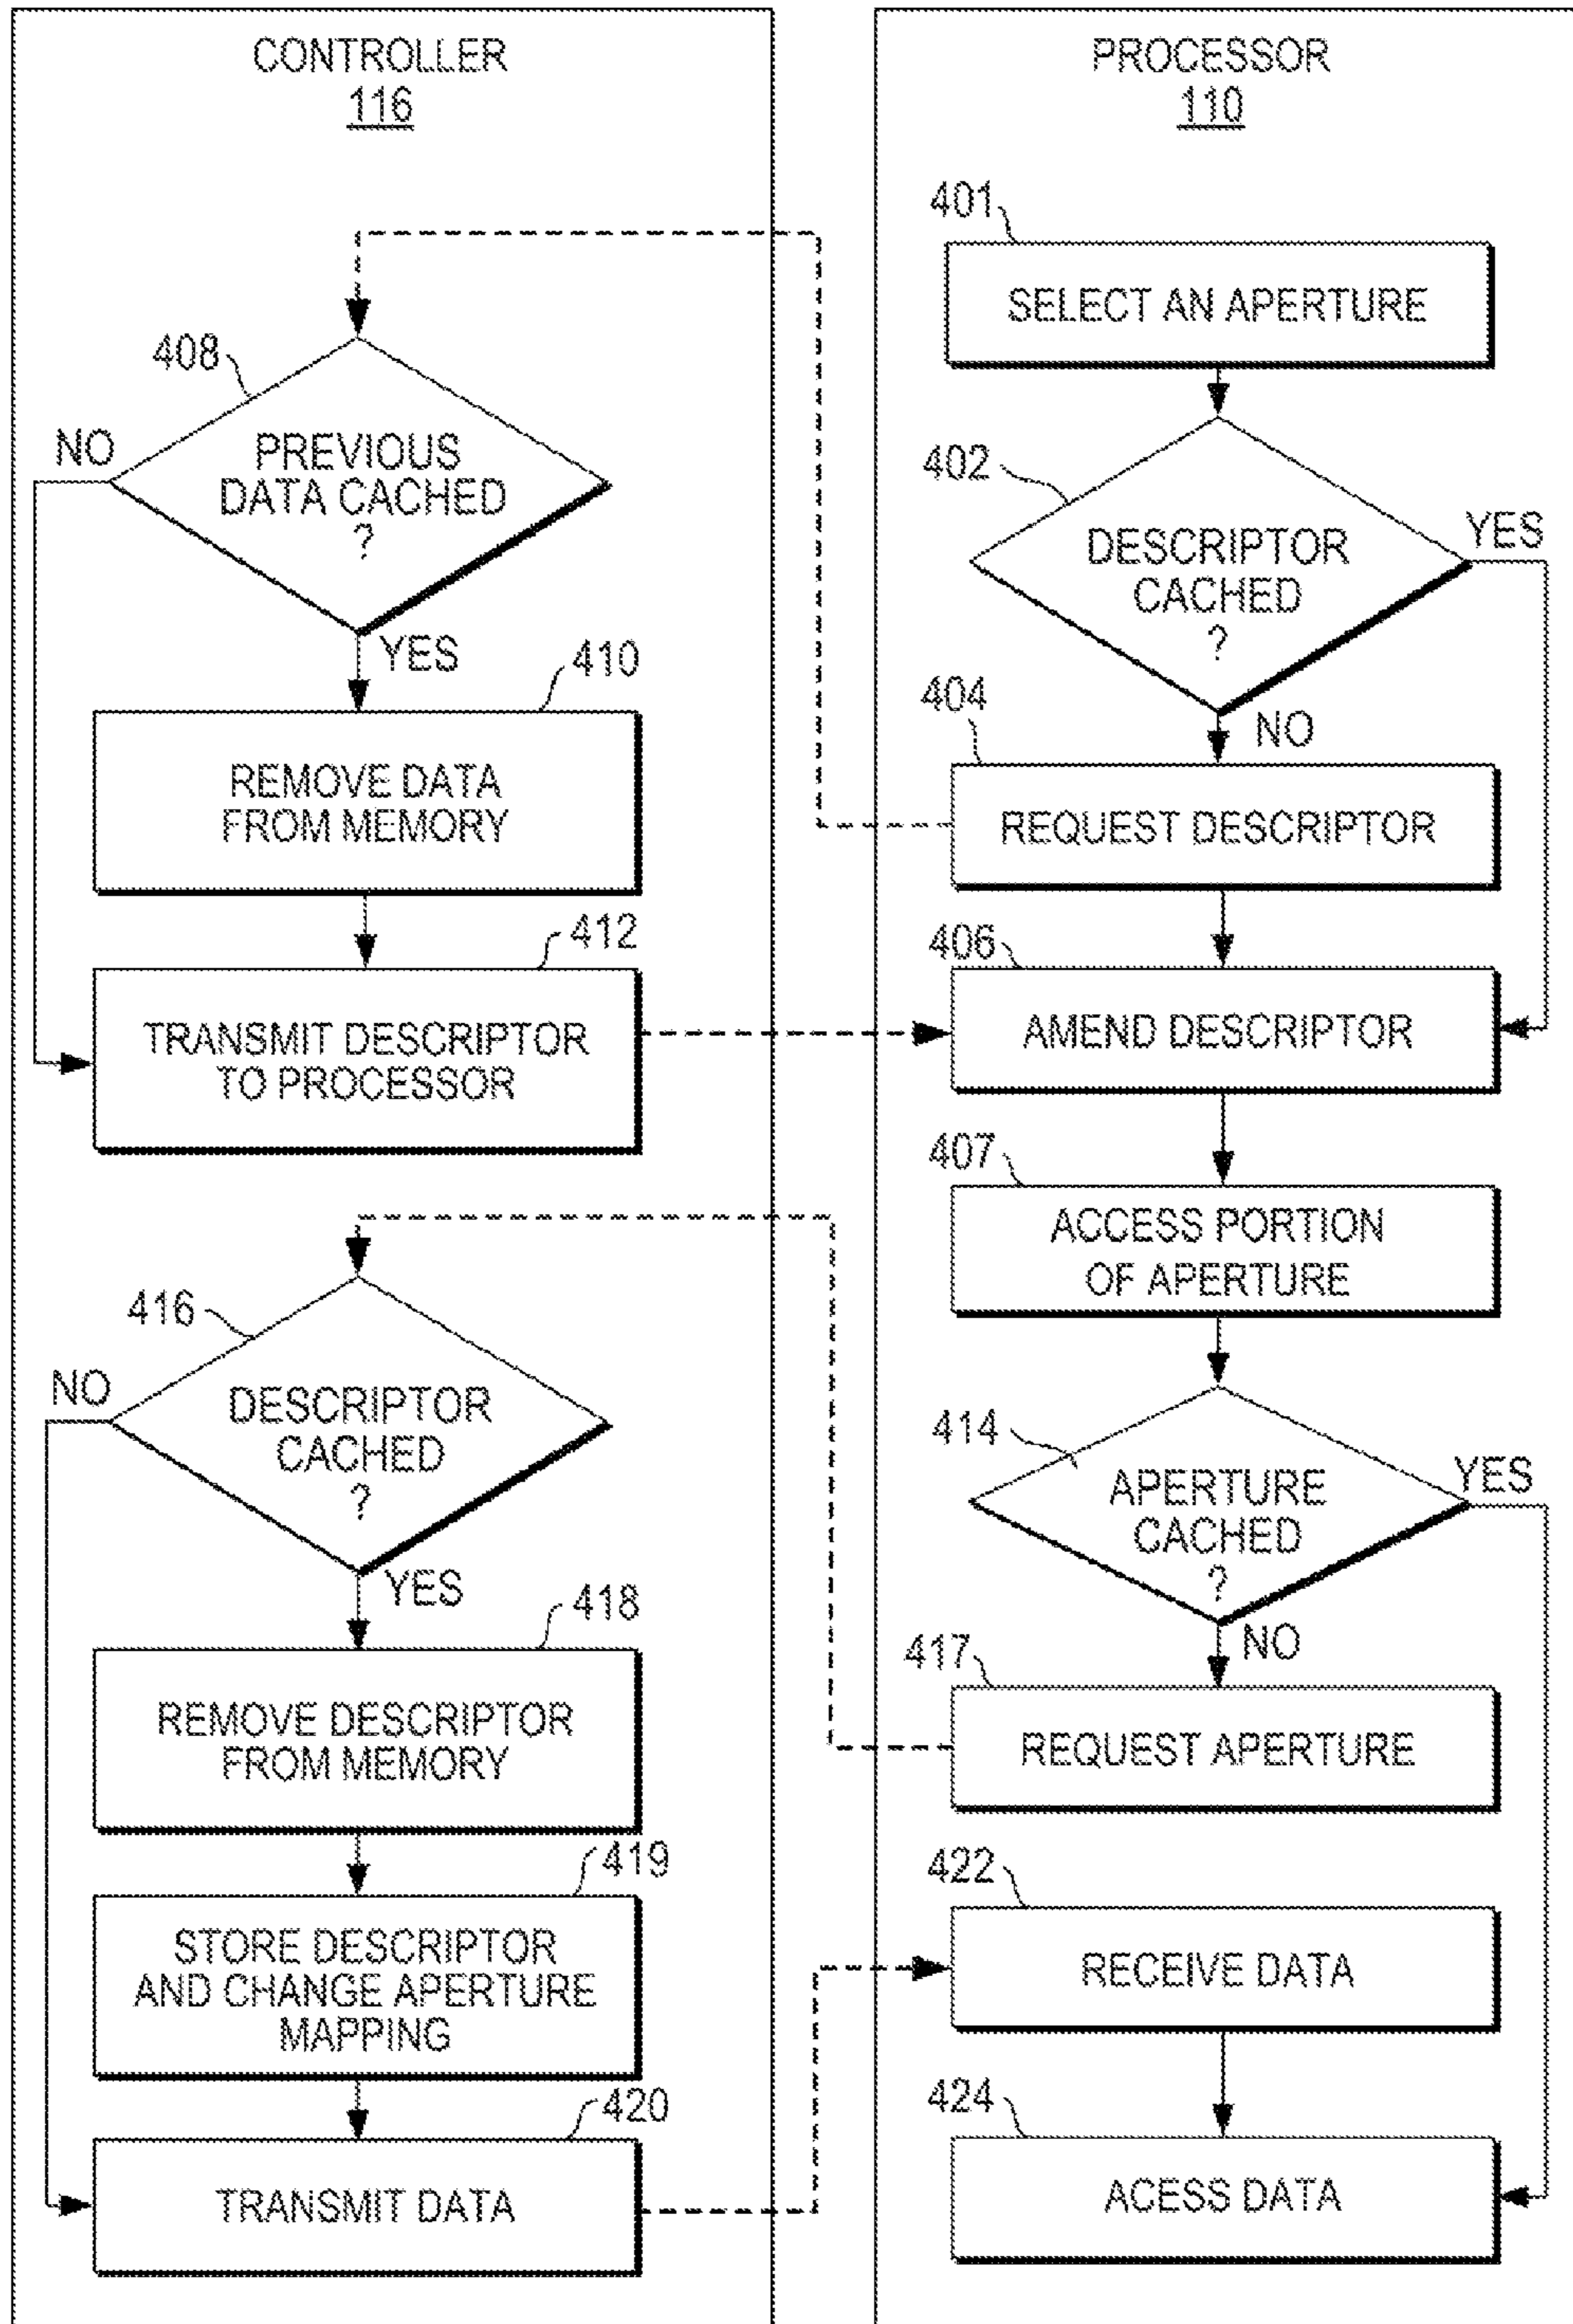 CONTROLLER
116
408
NO
PREVIOUS
DATA CACHED
?
YES
410
REMOVE DATA
FROM MEMORY
412
TRANSMIT DESCRIPTOR
TO PROCESSOR
416
NO
DESCRIPTOR
CACHED
?
YES
418
REMOVE DESCRIPTOR
FROM MEMORY
419
STORE DESCRIPTOR
AND CHANGE APERTURE
MAPPING
420
TRANSMIT DATA
PROCESSOR
110
401
SELECT AN APERTURE
402
YES
DESCRIPTOR
CACHED
?
404
NO
REQUEST DESCRIPTOR
406
AMEND DESCRIPTOR
407
ACCESS PORTION
OF APERTURE
414
YES
APERTURE
CACHED
?
NO
417
REQUEST APERTURE
422
RECEIVE DATA
424
ACESS DATA